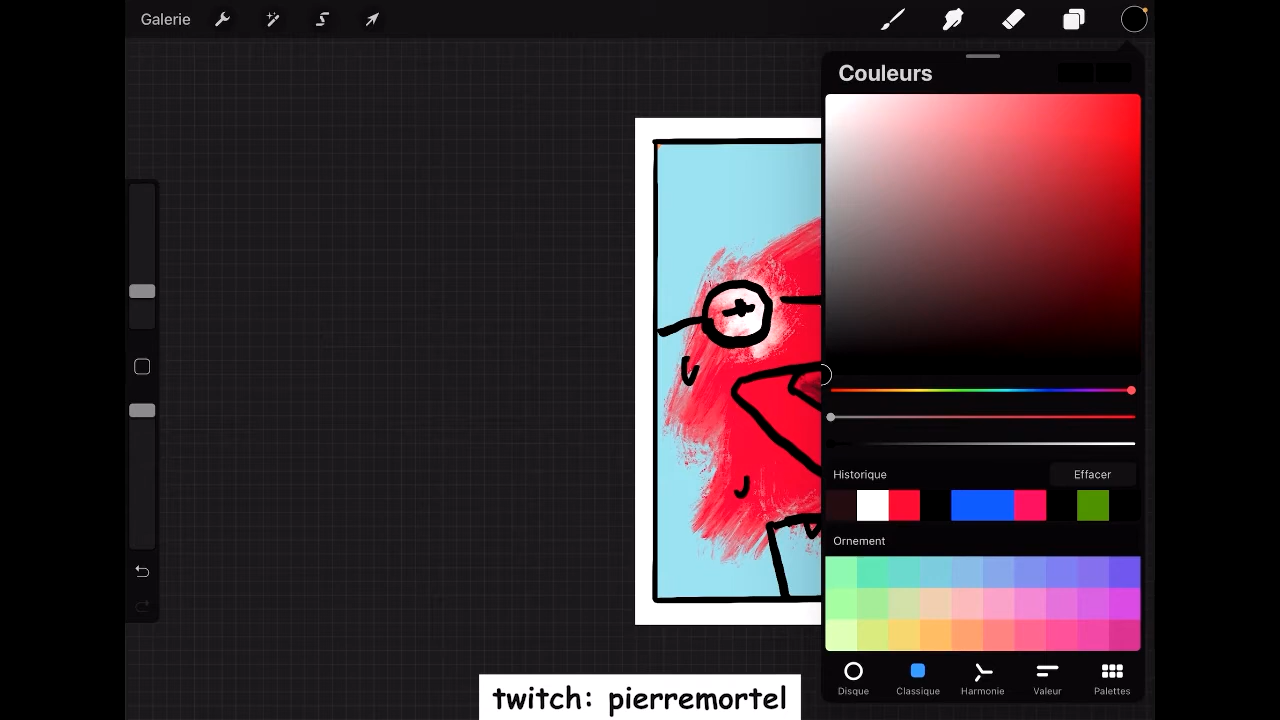 Galerie
Couleurs
Historique
Effacer
Ornement
Disque
Classique
Harmonie
Valeur
Palettes
twitch: pierremortel